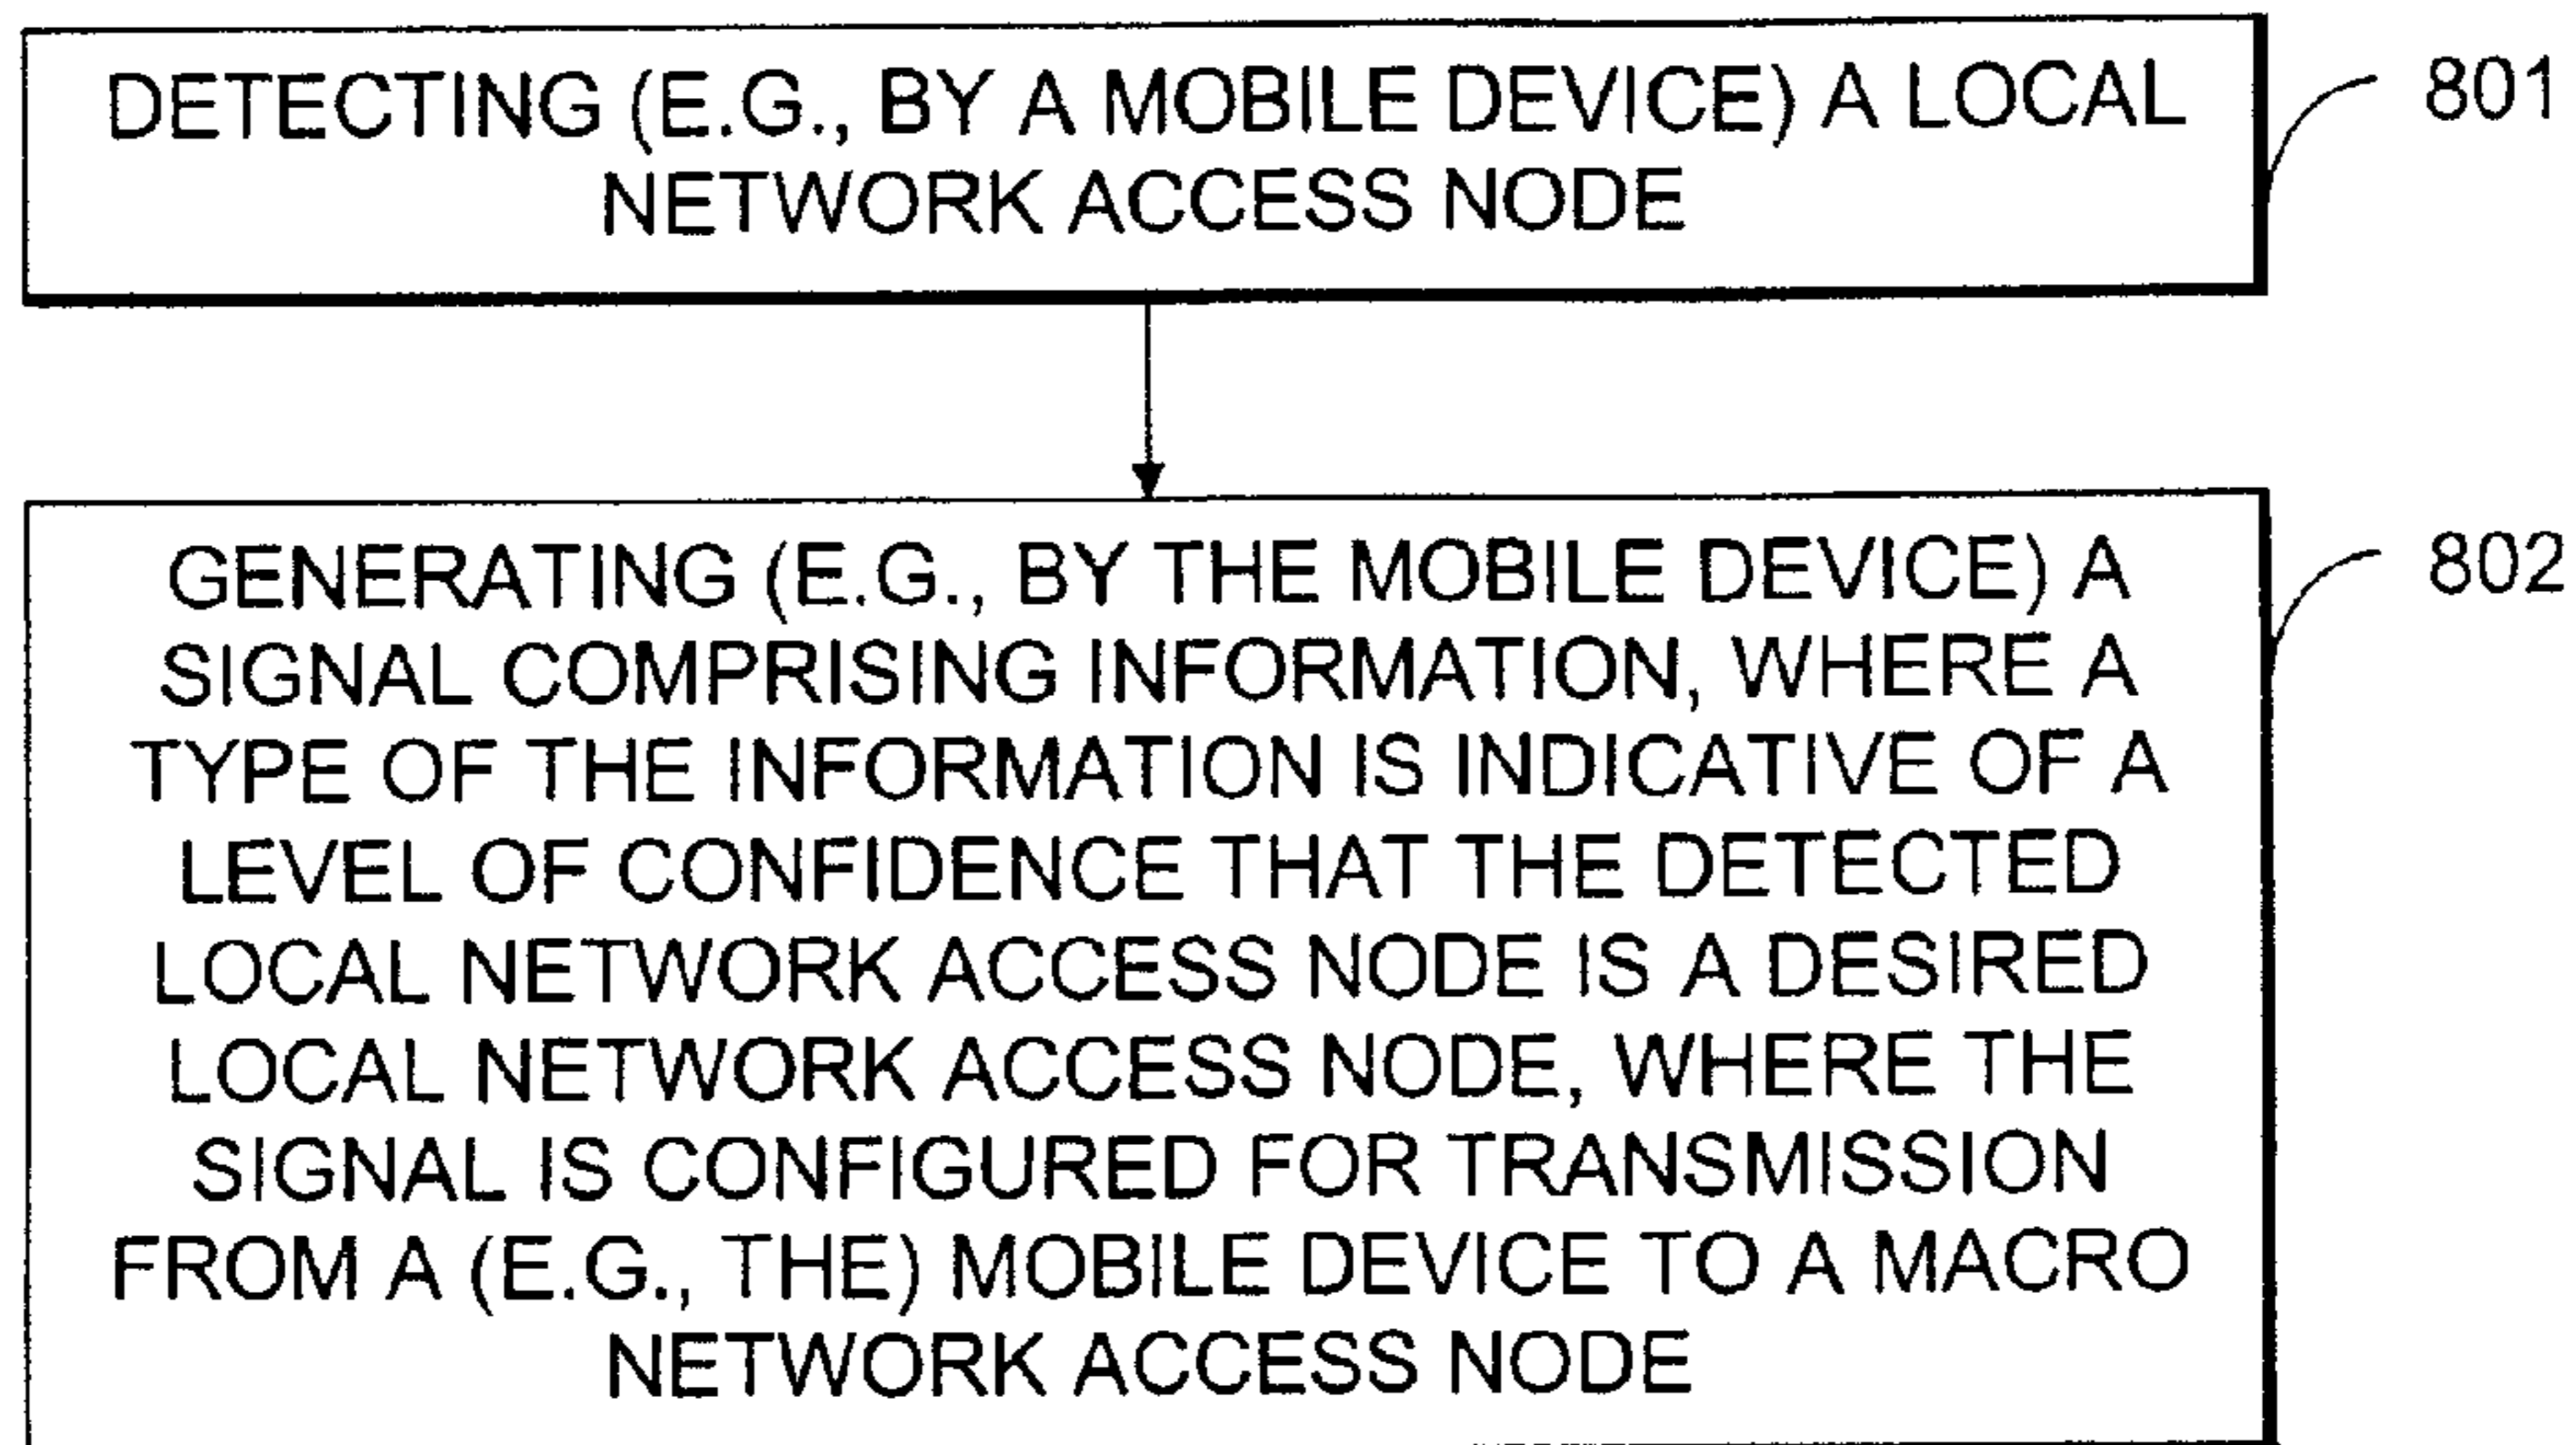 DETECTING (E.G., BY A MOBILE DEVICE) A LOCAL
NETWORK ACCESS NODE
801
GENERATING (E.G., BY THE MOBILE DEVICE) A
SIGNAL COMPRISING INFORMATION, WHERE A
TYPE OF THE INFORMATION IS INDICATIVE OF A
LEVEL OF CONFIDENCE THAT THE DETECTED
LOCAL NETWORK ACCESS NODE IS A DESIRED
LOCAL NETWORK ACCESS NODE, WHERE THE
SIGNAL IS CONFIGURED FOR TRANSMISSION
FROM A (E.G., THE) MOBILE DEVICE TO A MACRO
NETWORK ACCESS NODE
802